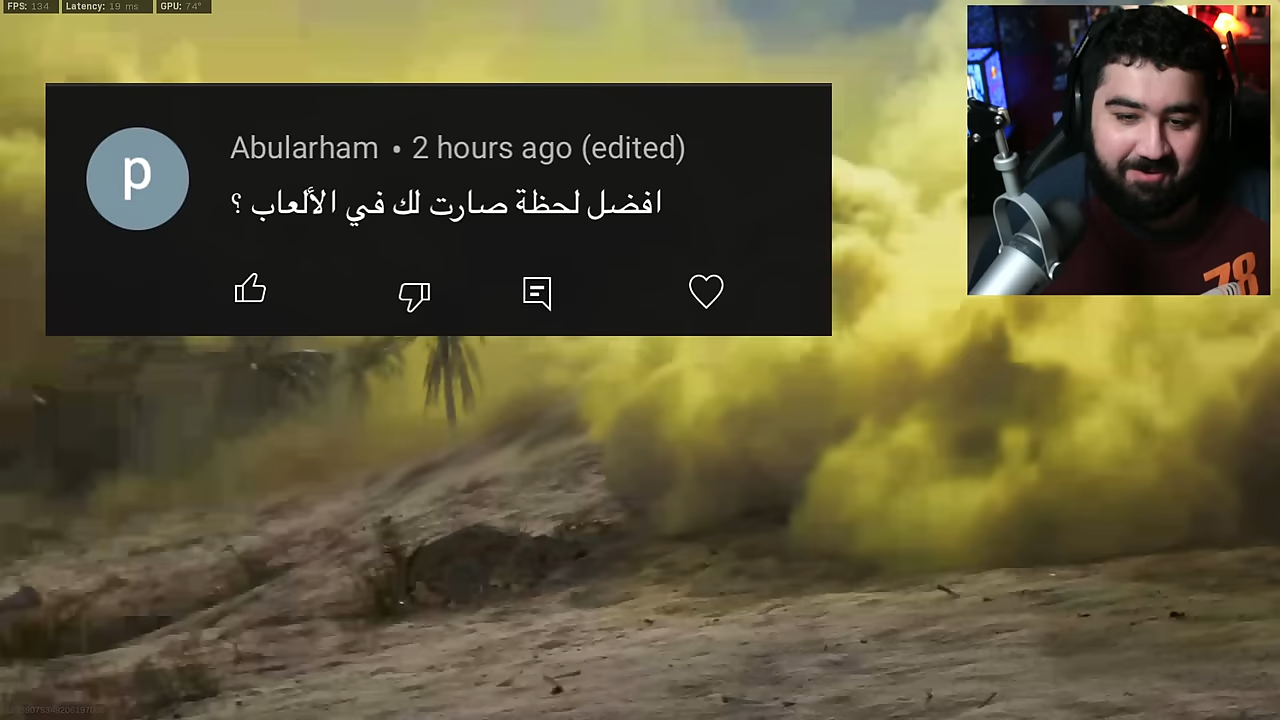 FPS: 134 Latency: 19 ms GPU: 74°
p
Abularham • 2 hours ago (edited)
افضل لحظة صارت لك في الألعاب ؟
78